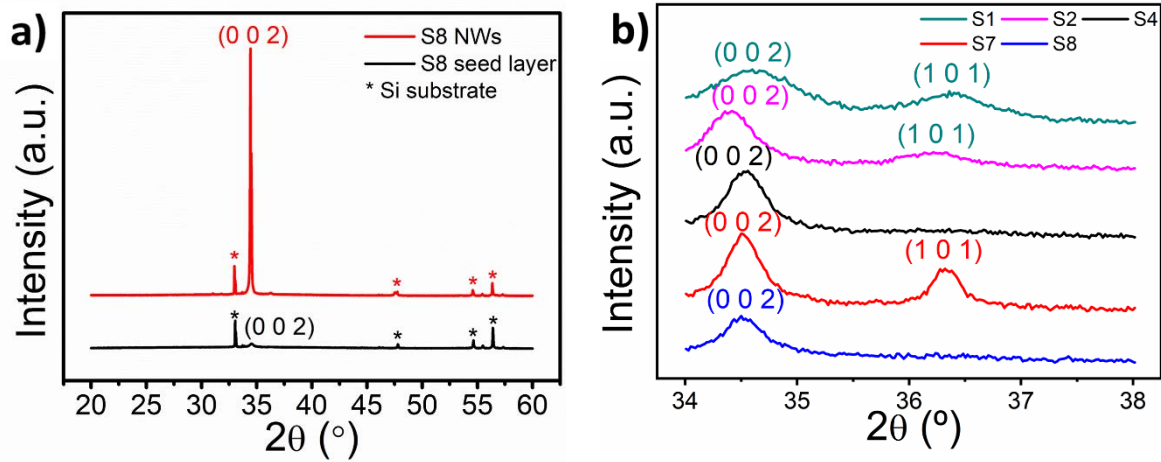 a)
(0 0 2)
S8 NWs
S8 seed layer
* Si substrate
*
*
*
*
*
(0 0 2)
*
*
*
Intensity (a.u.)
20 25 30 35 40 45 50 55 60
2θ (°)
b)
S1 S2 S4
S7 S8
(0 0 2)
(1 0 1)
(0 0 2)
(1 0 1)
(0 0 2)
(0 0 2)
(1 0 1)
(0 0 2)
Intensity (a.u.)
34 35 36 37 38
2θ (º)